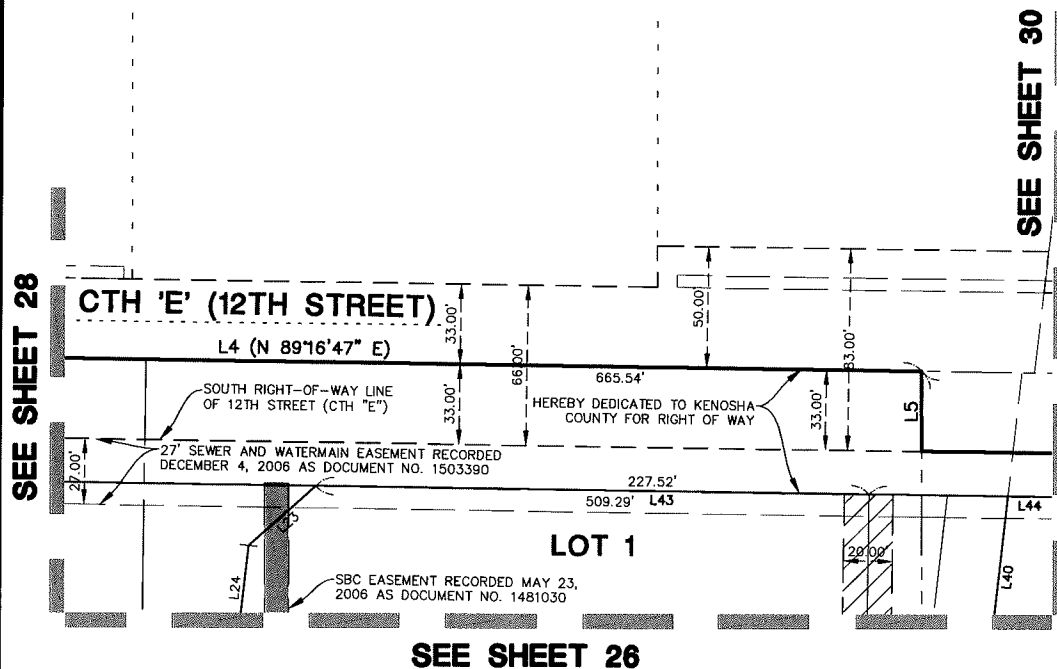 SEE SHEET 30
SEE SHEET 28
CTH 'E' (12TH STREET)
33.00'
66.00'
50.00'
83.00'
L4 (N 89°16'47" E)
665.54'
SOUTH RIGHT-OF-WAY LINE
OF 12TH STREET (CTH "E")
33.00'
HEREBY DEDICATED TO KENOSHA
COUNTY FOR RIGHT OF WAY
33.00'
L5
27.00'
27' SEWER AND WATERMAIN EASEMENT RECORDED
DECEMBER 4, 2006 AS DOCUMENT NO. 1503390
227.52'
509.29' L43
L44
L23
LOT 1
20.00
L24
L40
SBC EASEMENT RECORDED MAY 23,
2006 AS DOCUMENT NO. 1481030
SEE SHEET 26